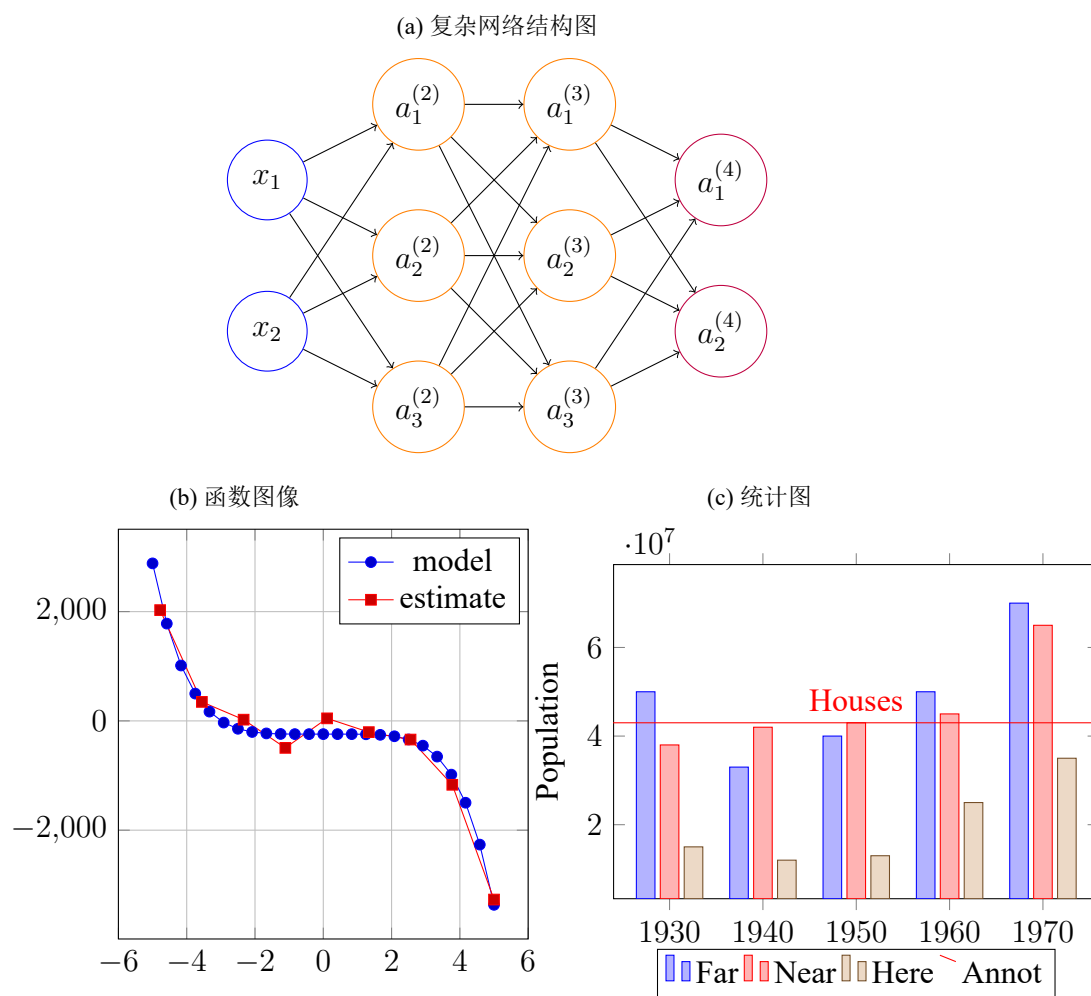 (a) 复杂网络结构图
a_1^{(2)} a_1^{(3)}
x_1 a_1^{(4)}
a_2^{(2)} a_2^{(3)}
x_2 a_2^{(4)}
a_3^{(2)} a_3^{(3)}
(b) 函数图像
model
estimate
2,000
0
−2,000
−6 −4 −2 0 2 4 6
(c) 统计图
·10^7
6
4
2
Population
Houses
1930 1940 1950 1960 1970
Far Near Here Annot